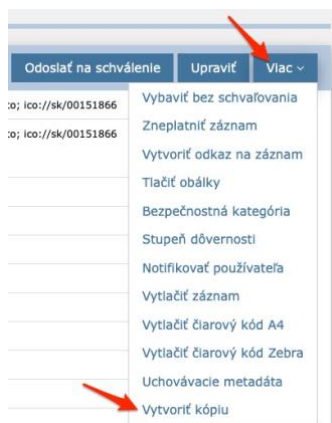 Odoslať na schválenie Upraviť Viac
to; ico://sk/00151866
to; ico://sk/00151866
Vybaviť bez schvaľovania
Zneplatniť záznam
Vytvoriť odkaz na záznam
Tlačiť obálky
Bezpečnostná kategória
Stupeň dôvernosti
Notifikovať používateľa
Vytlačiť záznam
Vytlačiť čiarový kód A4
Vytlačiť čiarový kód Zebra
Uchovávacie metadáta
Vytvoriť kópiu